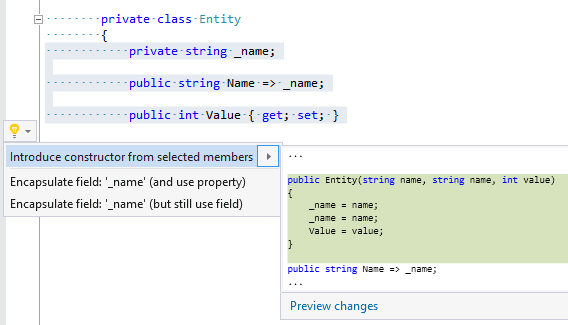 private class Entity
{
private string _name;
public string Name => _name;
public int Value { get; set; }
Introduce constructor from selected members
Encapsulate field: '_name' (and use property)
Encapsulate field: '_name' (but still use field)
...
public Entity(string name, string name, int value)
{
_name = name;
_name = name;
Value = value;
}
public string Name => _name;
...
Preview changes